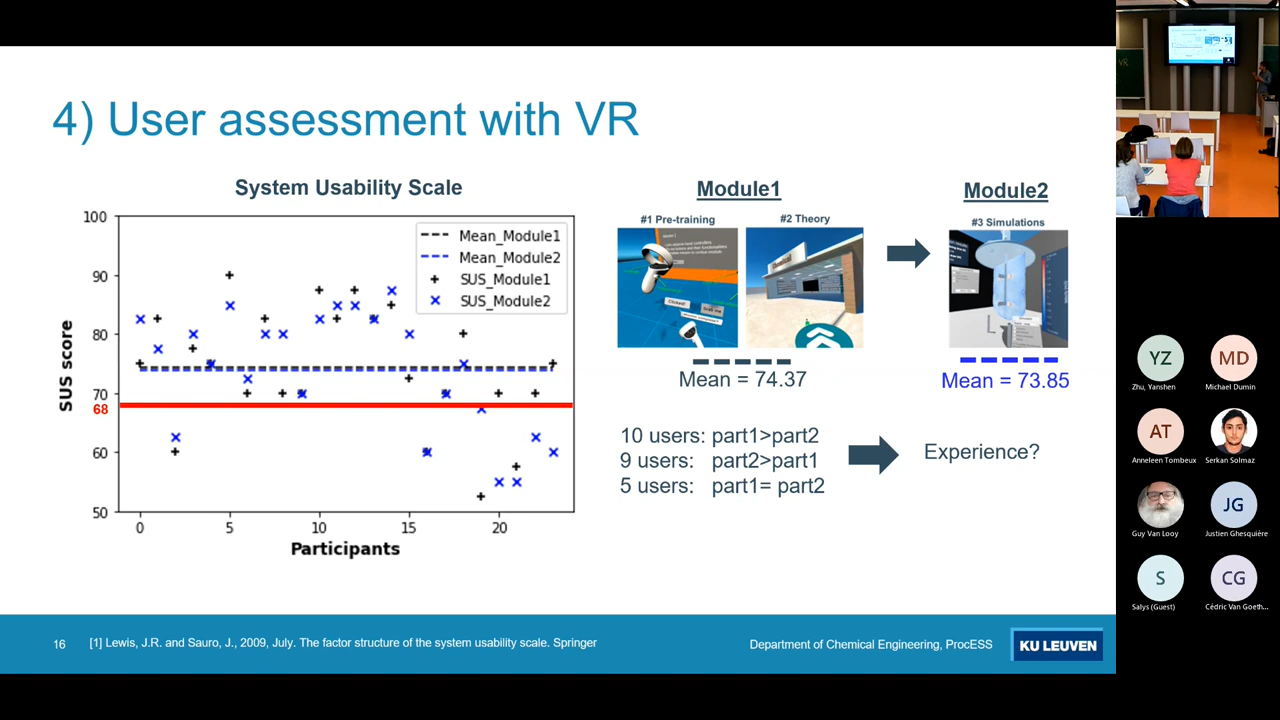 4) User assessment with VR
System Usability Scale
100
90
80
70
68
60
50
SUS score
0
5
10
15
20
Participants
Mean_Module1
Mean_Module2
SUS_Module1
SUS_Module2
Module1
#1 Pre-training
#2 Theory
Mean = 74.37
Module2
#3 Simulations
Mean = 73.85
10 users: part1>part2
9 users: part2>part1
5 users: part1= part2
Experience?
16
[1] Lewis, J.R. and Sauro, J., 2009, July. The factor structure of the system usability scale. Springer
Department of Chemical Engineering, ProcESS
KU LEUVEN
YZ
Zhu, Yanshen
MD
Michael Dumin
AT
Anneleen Tombeux
Serkan Solmaz
Guy Van Looy
JG
Justien Ghesquière
S
Salys (Guest)
CG
Cédric Van Goeth...